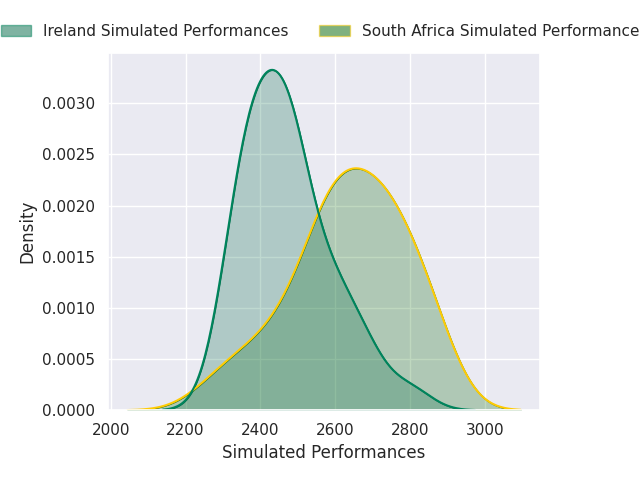 Ireland Simulated Performances South Africa Simulated Performance
0.0030
0.0025
0.0020
0.0015
0.0010
0.0005
0.0000
Density
2000 2200 2400 2600 2800 3000
Simulated Performances